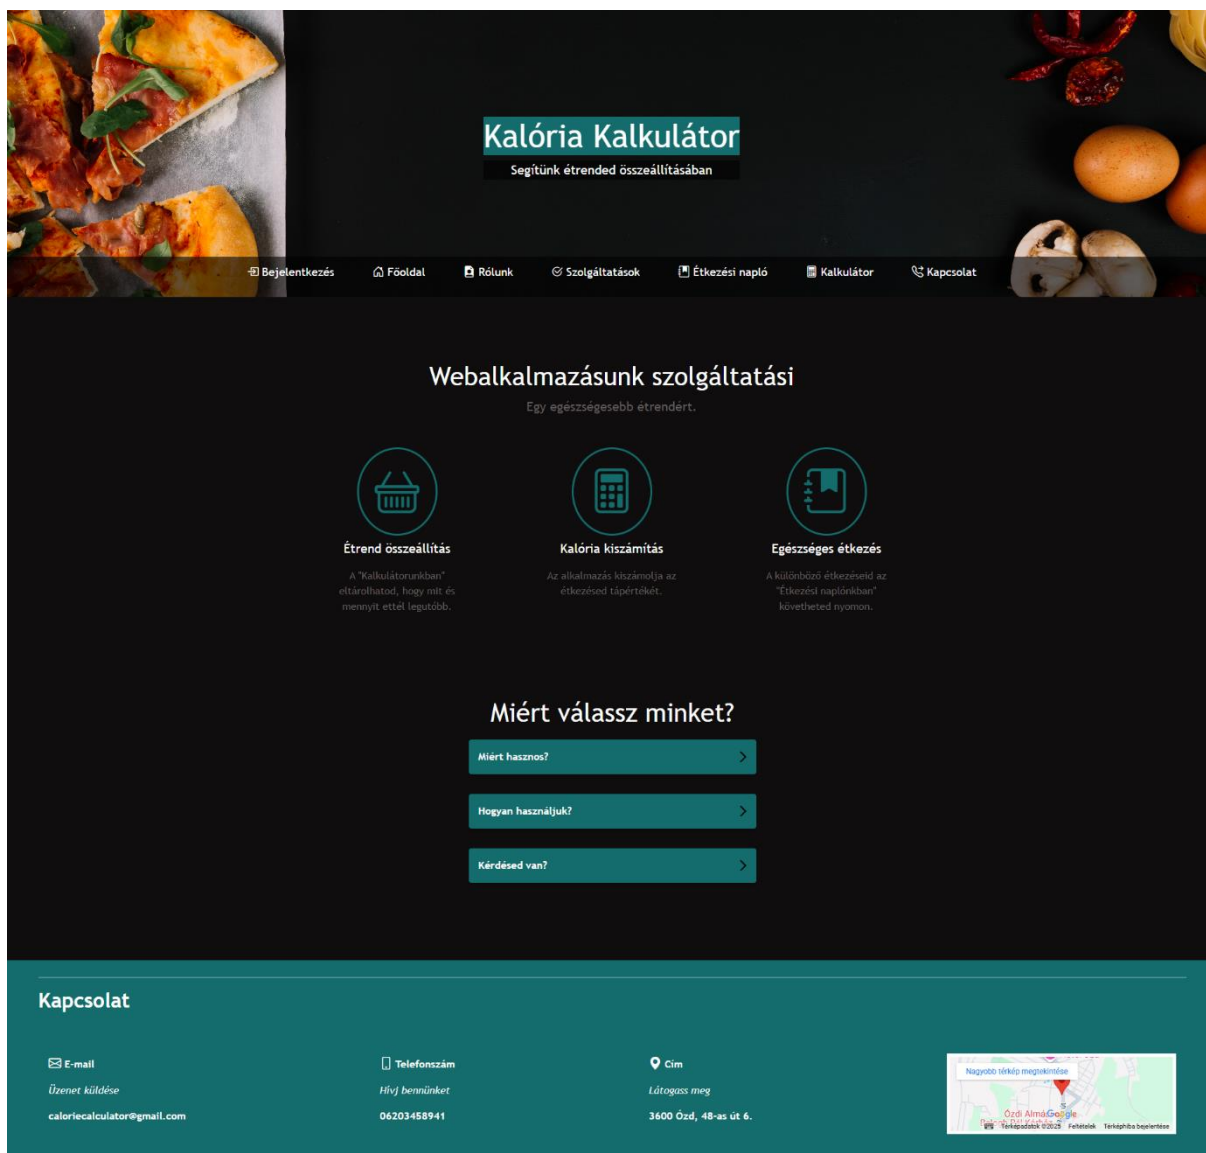 Kalória Kalkulátor
Segítünk étrended összeállításában
Bejelentkezés Főoldal Rólunk Szolgáltatások Étkezési napló Kalkulátor Kapcsolat
Webalkalmazásunk szolgáltatási
Egy egészségesebb étrendért.
Étrend összeállítás
A "Kalkulátorunkban"
eltárolhatod, hogy mit és
mennyit ettél legutóbb.
Kalória kiszámítás
Az alkalmazás kiszámolja az
étkezésed tápértékét.
Egészséges étkezés
A különböző étkezéseid az
"Étkezési naplónkban"
követheted nyomon.
Miért válassz minket?
Miért hasznos?
Hogyan használjuk?
Kérdésed van?
Kapcsolat
E-mail
Üzenet küldése
caloriecalculator@gmail.com
Telefonszám
Hívj bennünket
06203458941
Cím
Látogass meg
3600 Ózd, 48-as út 6.
Nagyobb térkép megtekintése
Ózdi Almás
Google
Térképadatok ©2025 Feltételek Térképhiba bejelentése